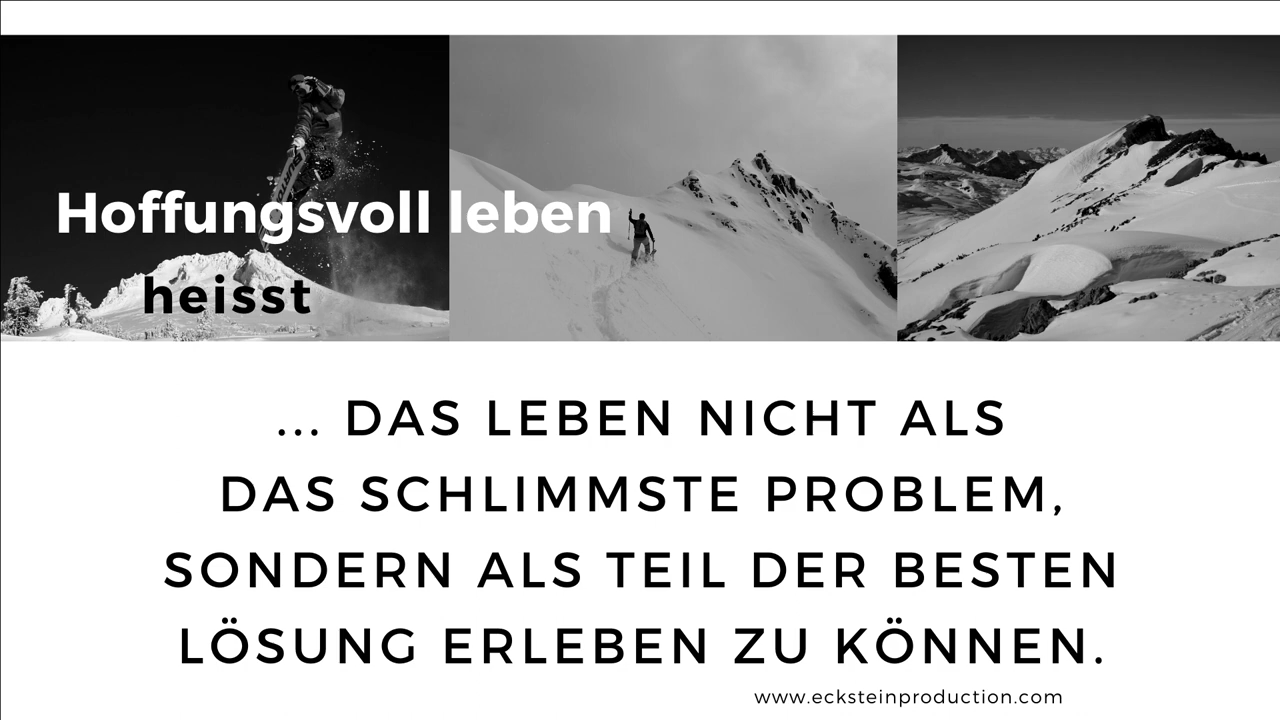 Hoffungsvoll leben
heisst
... DAS LEBEN NICHT ALS
DAS SCHLIMMSTE PROBLEM,
SONDERN ALS TEIL DER BESTEN
LÖSUNG ERLEBEN ZU KÖNNEN.
www.ecksteinproduction.com